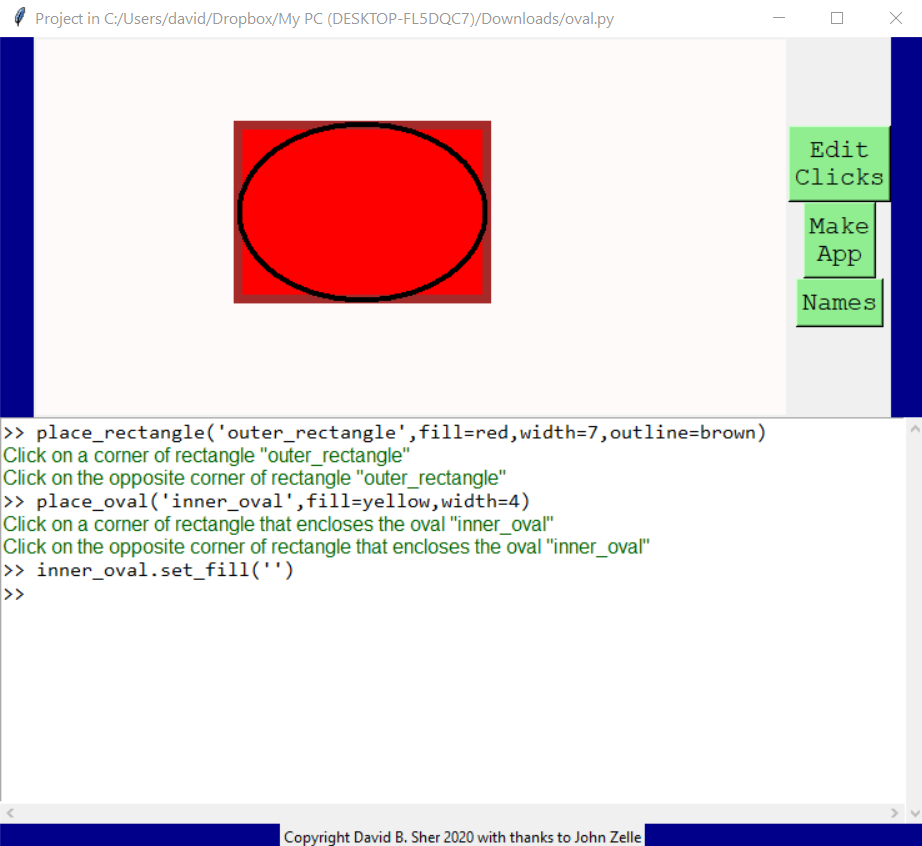 Project in C:/Users/david/Dropbox/My PC (DESKTOP-FL5DQC7)/Downloads/oval.py
Edit
Clicks
Make
App
Names
>> place_rectangle('outer_rectangle',fill=red,width=7,outline=brown)
Click on a corner of rectangle "outer_rectangle"
Click on the opposite corner of rectangle "outer_rectangle"
>> place_oval('inner_oval',fill=yellow,width=4)
Click on a corner of rectangle that encloses the oval "inner_oval"
Click on the opposite corner of rectangle that encloses the oval "inner_oval"
>> inner_oval.set_fill('')
>>
Copyright David B. Sher 2020 with thanks to John Zelle